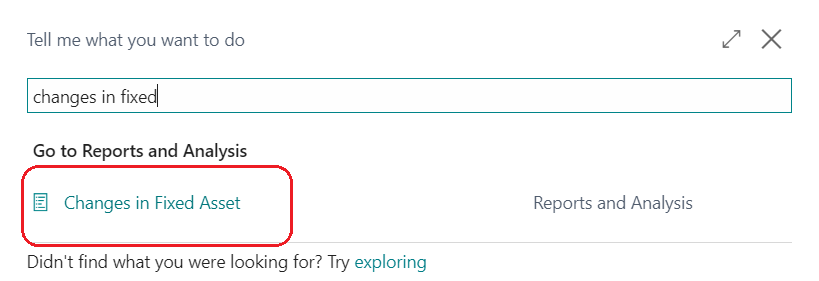 Tell me what you want to do
changes in fixed
Go to Reports and Analysis
Changes in Fixed Asset Reports and Analysis
Didn't find what you were looking for? Try exploring